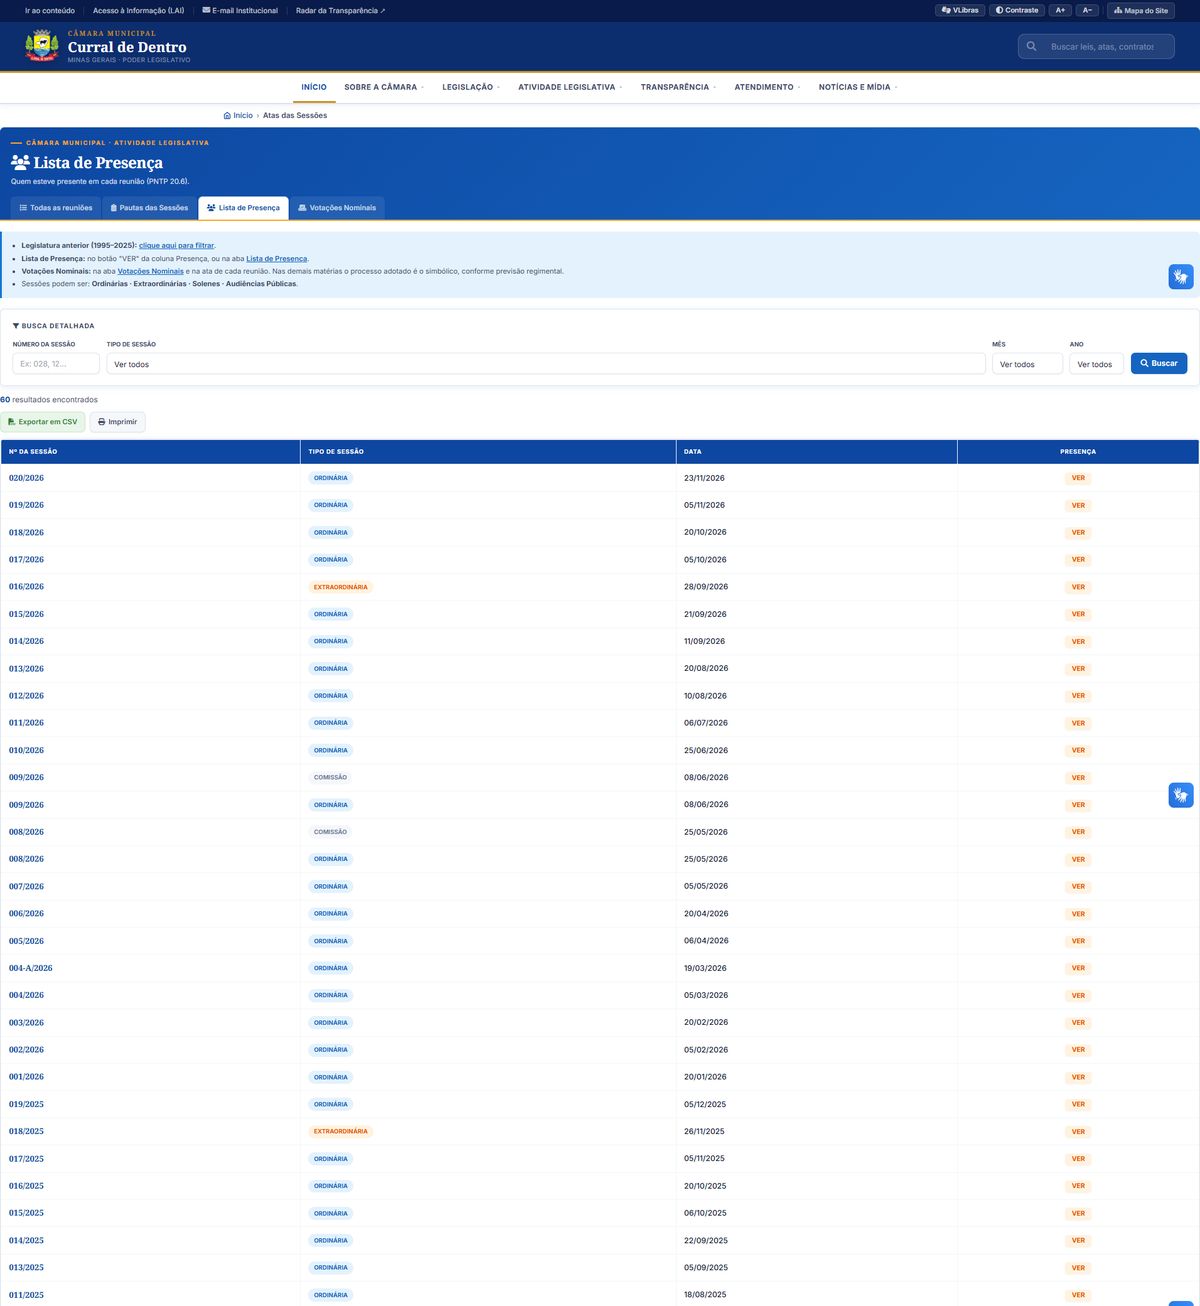 Ir ao conteúdo
Acesso à Informação (LAI)
E-mail Institucional
Radar da Transparência ↗
VLibras
Contraste
A+
A−
Mapa do Site
CÂMARA MUNICIPAL
Curral de Dentro
MINAS GERAIS · PODER LEGISLATIVO
Buscar leis, atas, contratos
INÍCIO
SOBRE A CÂMARA
LEGISLAÇÃO
ATIVIDADE LEGISLATIVA
TRANSPARÊNCIA
ATENDIMENTO
NOTÍCIAS E MÍDIA
Início › Atas das Sessões
CÂMARA MUNICIPAL · ATIVIDADE LEGISLATIVA
Lista de Presença
Quem esteve presente em cada reunião (PNTP 20.6).
Todas as reuniões
Pautas das Sessões
Lista de Presença
Votações Nominais
Legislatura anterior (1995–2025): clique aqui para filtrar.
Lista de Presença: no botão "VER" da coluna Presença, ou na aba Lista de Presença.
Votações Nominais: na aba Votações Nominais e na ata de cada reunião. Nas demais matérias o processo adotado é o simbólico, conforme previsão regimental.
Sessões podem ser: Ordinárias · Extraordinárias · Solenes · Audiências Públicas.
BUSCA DETALHADA
NÚMERO DA SESSÃO TIPO DE SESSÃO MÊS ANO
Ex: 028, 12... Ver todos Ver todos Ver todos Buscar
60 resultados encontrados
Exportar em CSV Imprimir
Nº DA SESSÃO TIPO DE SESSÃO DATA PRESENÇA
020/2026 ORDINÁRIA 23/11/2026 VER
019/2026 ORDINÁRIA 05/11/2026 VER
018/2026 ORDINÁRIA 20/10/2026 VER
017/2026 ORDINÁRIA 05/10/2026 VER
016/2026 EXTRAORDINÁRIA 28/09/2026 VER
015/2026 ORDINÁRIA 21/09/2026 VER
014/2026 ORDINÁRIA 11/09/2026 VER
013/2026 ORDINÁRIA 20/08/2026 VER
012/2026 ORDINÁRIA 10/08/2026 VER
011/2026 ORDINÁRIA 06/07/2026 VER
010/2026 ORDINÁRIA 25/06/2026 VER
009/2026 COMISSÃO 08/06/2026 VER
009/2026 ORDINÁRIA 08/06/2026 VER
008/2026 COMISSÃO 25/05/2026 VER
008/2026 ORDINÁRIA 25/05/2026 VER
007/2026 ORDINÁRIA 05/05/2026 VER
006/2026 ORDINÁRIA 20/04/2026 VER
005/2026 ORDINÁRIA 06/04/2026 VER
004-A/2026 ORDINÁRIA 19/03/2026 VER
004/2026 ORDINÁRIA 05/03/2026 VER
003/2026 ORDINÁRIA 20/02/2026 VER
002/2026 ORDINÁRIA 05/02/2026 VER
001/2026 ORDINÁRIA 20/01/2026 VER
019/2025 ORDINÁRIA 05/12/2025 VER
018/2025 EXTRAORDINÁRIA 26/11/2025 VER
017/2025 ORDINÁRIA 05/11/2025 VER
016/2025 ORDINÁRIA 20/10/2025 VER
015/2025 ORDINÁRIA 06/10/2025 VER
014/2025 ORDINÁRIA 22/09/2025 VER
013/2025 ORDINÁRIA 05/09/2025 VER
011/2025 ORDINÁRIA 18/08/2025 VER